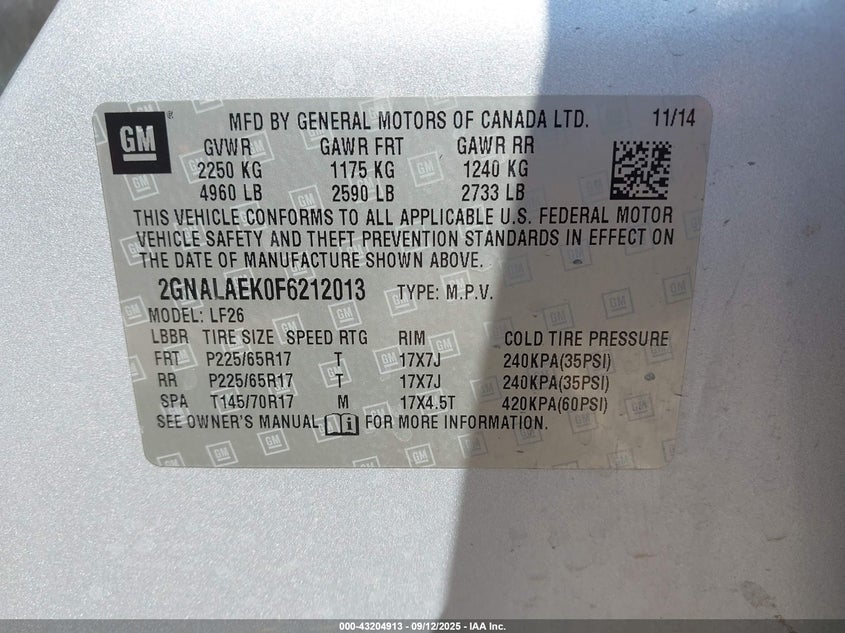 GM ® MFD BY GENERAL MOTORS OF CANADA LTD. 11/14
GVWR GAWR FRT GAWR RR
2250 KG 1175 KG 1240 KG
4960 LB 2590 LB 2733 LB
THIS VEHICLE CONFORMS TO ALL APPLICABLE U.S. FEDERAL MOTOR
VEHICLE SAFETY AND THEFT PREVENTION STANDARDS IN EFFECT ON
THE DATE OF MANUFACTURE SHOWN ABOVE.
2GNALAEK0F6212013 TYPE: M.P.V.
MODEL: LF26
LBBR TIRE SIZE SPEED RTG RIM COLD TIRE PRESSURE
FRT P225/65R17 T 17X7J 240KPA(35PSI)
RR P225/65R17 T 17X7J 240KPA(35PSI)
SPA T145/70R17 M 17X4.5T 420KPA(60PSI)
SEE OWNER'S MANUAL FOR MORE INFORMATION.
000-43204913 - 09/12/2025 - IAA Inc.